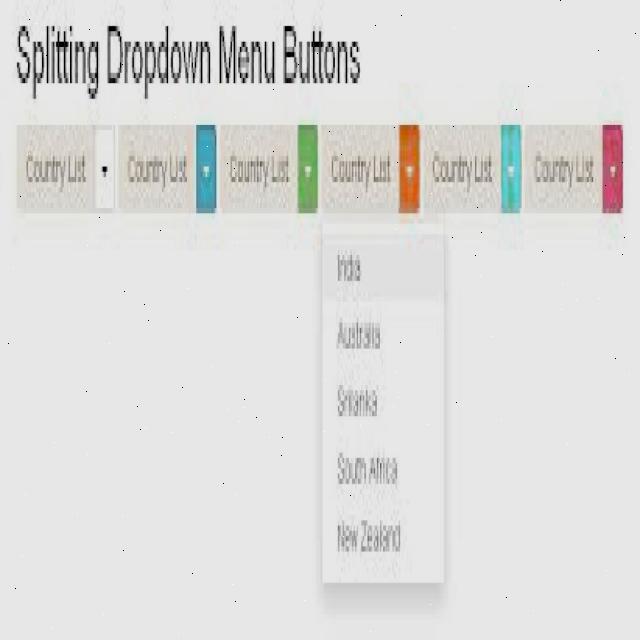 Splitting Dropdown Menu Buttons
Country List Country List Country List Country List Country List Country List
India
Australia
Srilanka
South Africa
New Zealand